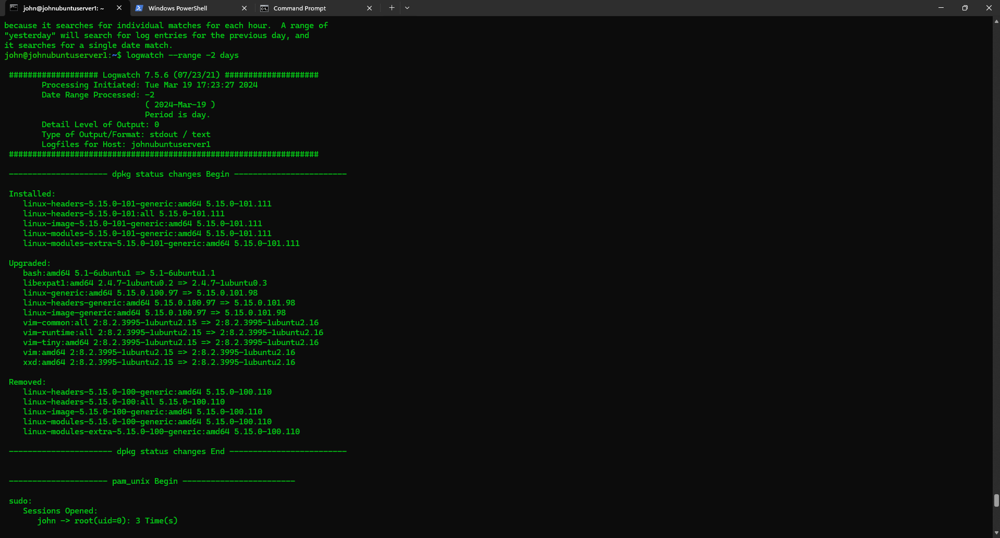 john@johnubuntuserver1: ~
Windows PowerShell
Command Prompt
because it searches for individual matches for each hour.  A range of
"yesterday" will search for log entries for the previous day, and
it searches for a single date match.
john@johnubuntuserver1:~$ logwatch --range -2 days
################### Logwatch 7.5.6 (07/23/21) ####################
Processing Initiated: Tue Mar 19 17:23:27 2024
Date Range Processed: -2
( 2024-Mar-19 )
Period is day.
Detail Level of Output: 0
Type of Output/Format: stdout / text
Logfiles for Host: johnubuntuserver1
##################################################################
--------------------- dpkg status changes Begin ------------------------
Installed:
linux-headers-5.15.0-101-generic:amd64 5.15.0-101.111
linux-headers-5.15.0-101:all 5.15.0-101.111
linux-image-5.15.0-101-generic:amd64 5.15.0-101.111
linux-modules-5.15.0-101-generic:amd64 5.15.0-101.111
linux-modules-extra-5.15.0-101-generic:amd64 5.15.0-101.111
Upgraded:
bash:amd64 5.1-6ubuntu1 => 5.1-6ubuntu1.1
libexpat1:amd64 2.4.7-1ubuntu0.2 => 2.4.7-1ubuntu0.3
linux-generic:amd64 5.15.0.100.97 => 5.15.0.101.98
linux-headers-generic:amd64 5.15.0.100.97 => 5.15.0.101.98
linux-image-generic:amd64 5.15.0.100.97 => 5.15.0.101.98
vim-common:all 2:8.2.3995-1ubuntu2.15 => 2:8.2.3995-1ubuntu2.16
vim-runtime:all 2:8.2.3995-1ubuntu2.15 => 2:8.2.3995-1ubuntu2.16
vim-tiny:amd64 2:8.2.3995-1ubuntu2.15 => 2:8.2.3995-1ubuntu2.16
vim:amd64 2:8.2.3995-1ubuntu2.15 => 2:8.2.3995-1ubuntu2.16
xxd:amd64 2:8.2.3995-1ubuntu2.15 => 2:8.2.3995-1ubuntu2.16
Removed:
linux-headers-5.15.0-100-generic:amd64 5.15.0-100.110
linux-headers-5.15.0-100:all 5.15.0-100.110
linux-image-5.15.0-100-generic:amd64 5.15.0-100.110
linux-modules-5.15.0-100-generic:amd64 5.15.0-100.110
linux-modules-extra-5.15.0-100-generic:amd64 5.15.0-100.110
---------------------- dpkg status changes End -------------------------
--------------------- pam_unix Begin ------------------------
sudo:
Sessions Opened:
john -> root(uid=0): 3 Time(s)